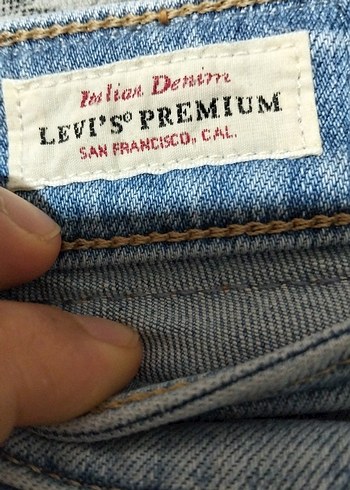 Italian Denim
LEVI'S® PREMIUM
SAN FRANCISCO, CAL.